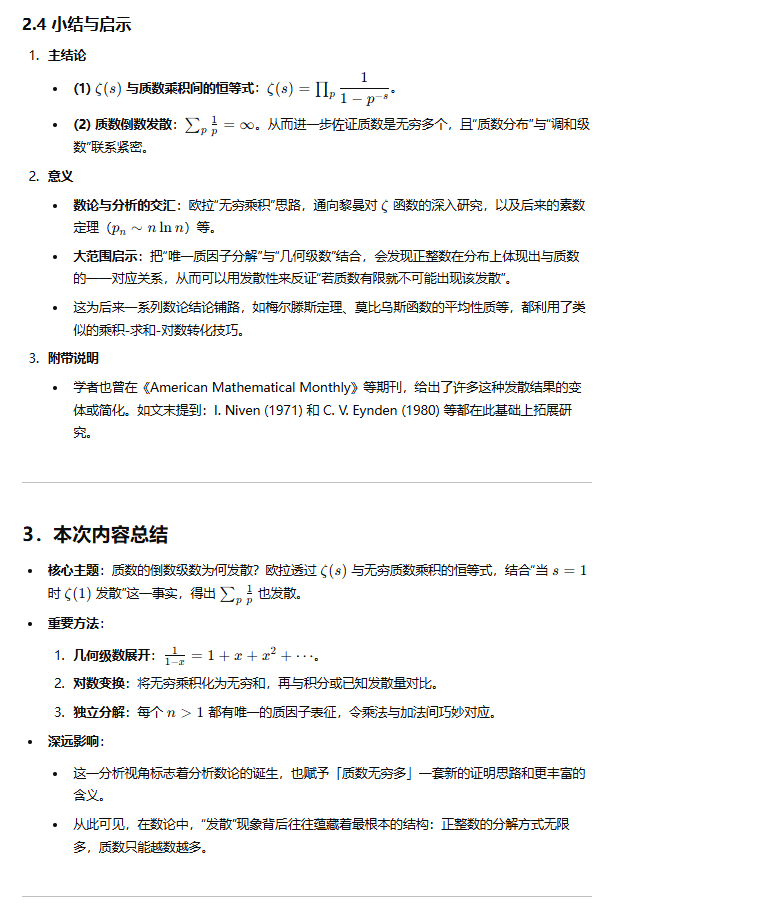 2.4 小结与启示
1. 主结论
• (1) ζ(s) 与质数乘积间的恒等式：ζ(s) = ∏_p 1/(1 − p^{−s})。
• (2) 质数倒数发散：∑_p 1/p = ∞。从而进一步佐证质数是无穷多个，且“质数分布”与“调和级
数”联系紧密。
2. 意义
• 数论与分析的交汇：欧拉“无穷乘积”思路，通向黎曼对 ζ 函数的深入研究，以及后来的素数
定理（p_n ∼ n ln n）等。
• 大范围启示：把“唯一质因子分解”与“几何级数”结合，会发现正整数在分布上体现出与质数
的一一对应关系，从而可以用发散性来反证“若质数有限就不可能出现该发散”。
• 这为后来一系列数论结论铺路，如梅尔滕斯定理、莫比乌斯函数的平均性质等，都利用了类
似的乘积-求和-对数转化技巧。
3. 附带说明
• 学者也曾在《American Mathematical Monthly》等期刊，给出了许多这种发散结果的变
体或简化。如文末提到：I. Niven (1971) 和 C. V. Eynden (1980) 等都在此基础上拓展研
究。
3．本次内容总结
• 核心主题：质数的倒数级数为何发散？欧拉透过 ζ(s) 与无穷质数乘积的恒等式，结合“当 s = 1
时 ζ(1) 发散”这一事实，得出 ∑_p 1/p 也发散。
• 重要方法：
1. 几何级数展开：1/(1−x) = 1 + x + x² + ⋯。
2. 对数变换：将无穷乘积化为无穷和，再与积分或已知发散量对比。
3. 独立分解：每个 n > 1 都有唯一的质因子表征，令乘法与加法间巧妙对应。
• 深远影响：
• 这一分析视角标志着分析数论的诞生，也赋予「质数无穷多」一套新的证明思路和更丰富的
含义。
• 从此可见，在数论中，“发散”现象背后往往蕴藏着最根本的结构：正整数的分解方式无限
多，质数只能越数越多。